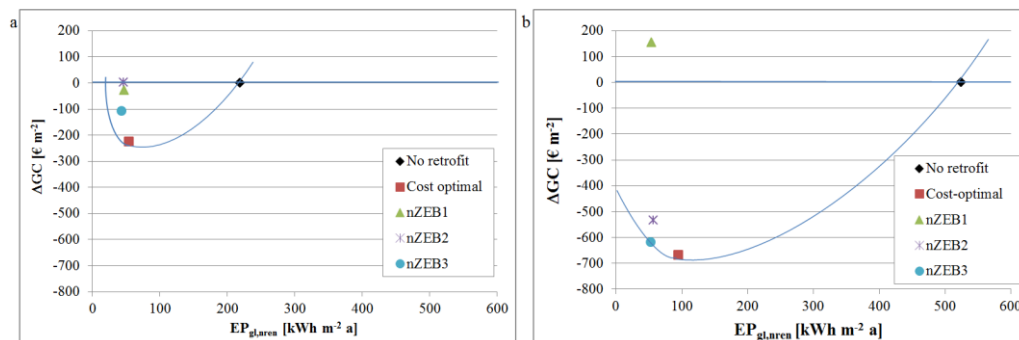 a
200
100
0
-100
-200
-300
-400
-500
-600
-700
-800
ΔGC [€ m⁻²]
0 100 200 300 400 500 600
EPgl,nren [kWh m⁻² a]
No retrofit
Cost optimal
nZEB1
nZEB2
nZEB3
b
200
100
0
-100
-200
-300
-400
-500
-600
-700
-800
ΔGC [€ m⁻²]
0 100 200 300 400 500 600
EPgl,nren [kWh m⁻² a]
No retrofit
Cost-optimal
nZEB1
nZEB2
nZEB3